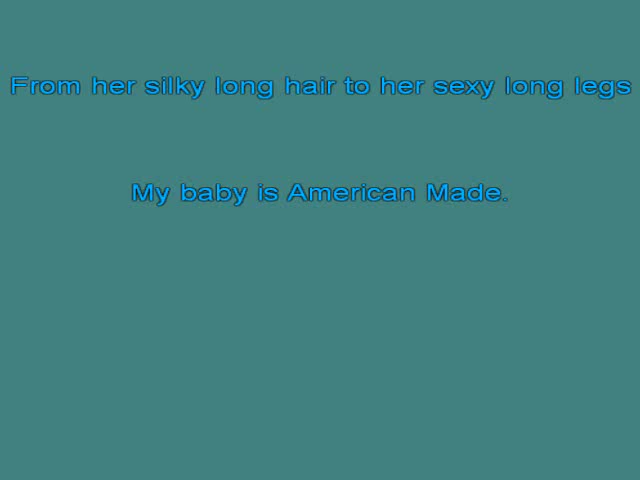 From her silky long hair to her sexy long legs
My baby is American Made.